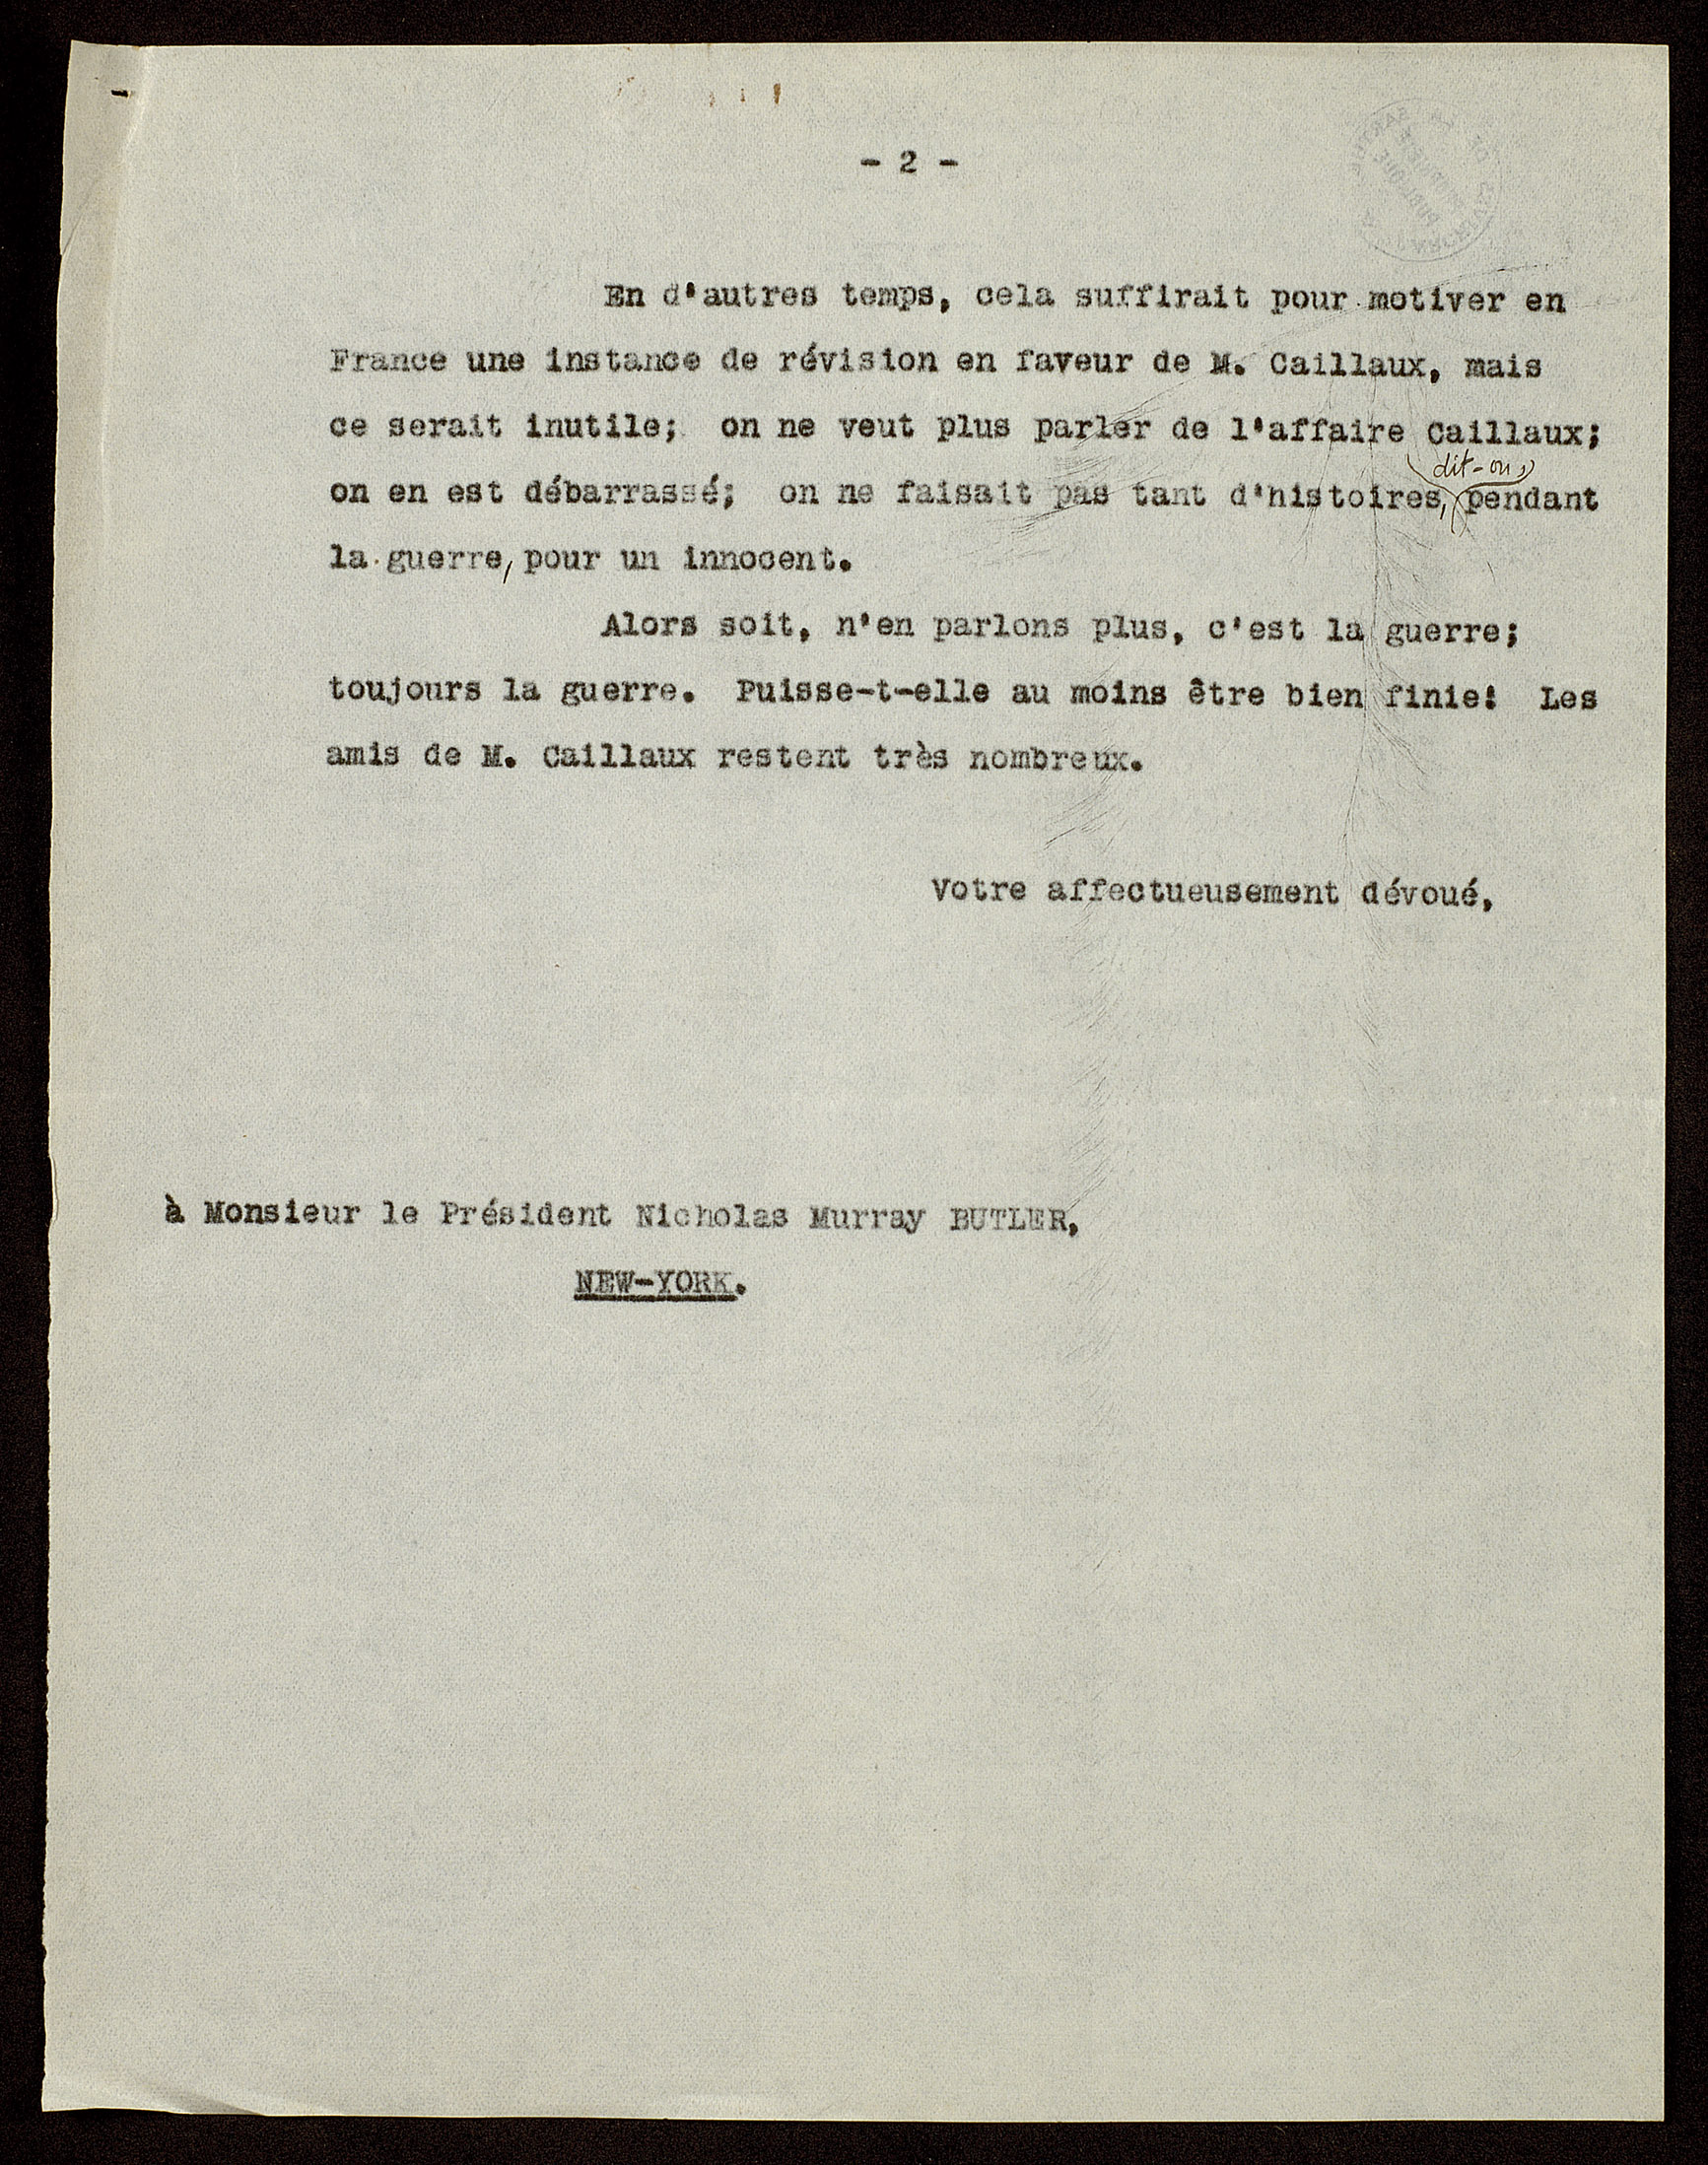 - 2 -
En d'autres temps, cela suffirait pour motiver en
France une instance de révision en faveur de M. Caillaux, mais
ce serait inutile; on ne veut plus parler de l'affaire Caillaux;
dit-on,
on en est débarrassé; on ne faisait pas tant d'histoires, pendant
la guerre, pour un innocent.
Alors soit, n'en parlons plus, c'est la guerre;
toujours la guerre. Puisse-t-elle au moins être bien finie! Les
amis de M. Caillaux restent très nombreux.
Votre affectueusement dévoué,
à Monsieur le Président Nicholas Murray BUTLER,
NEW-YORK.